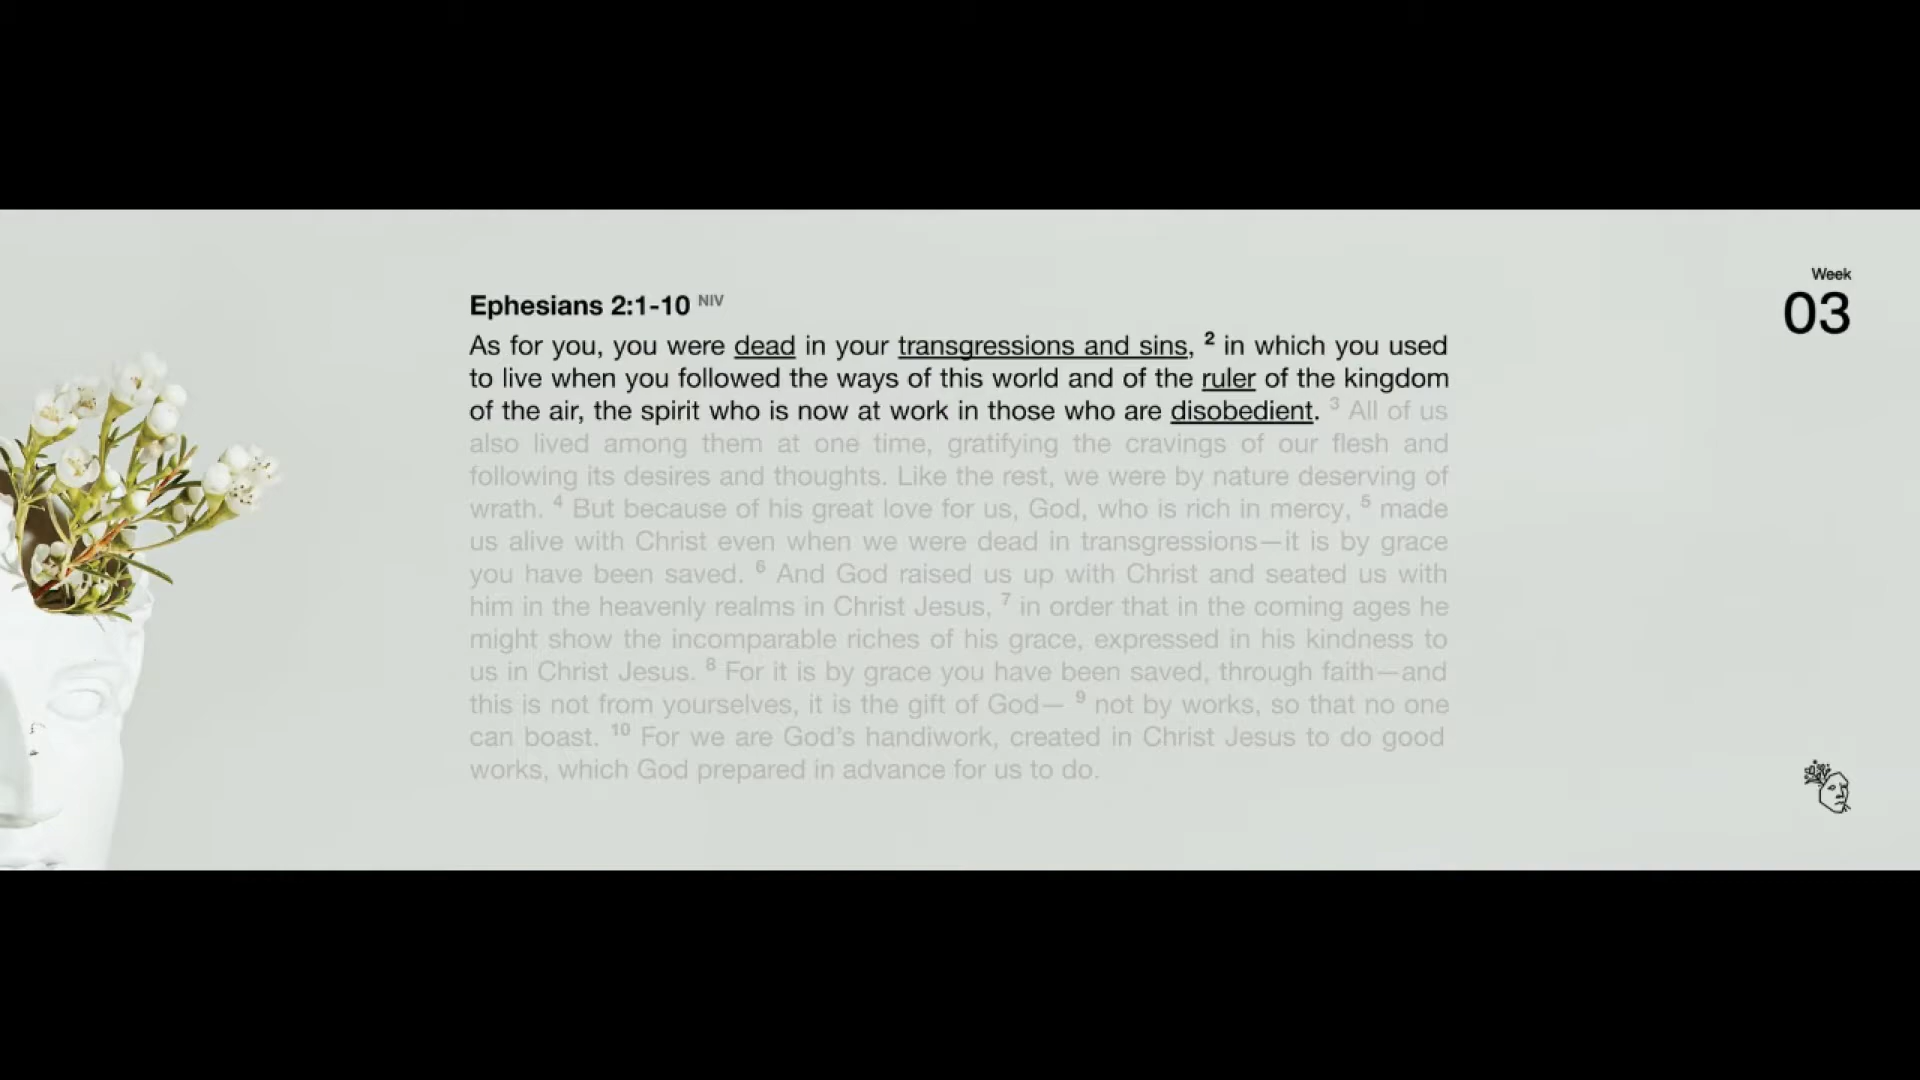 Week
03
Ephesians 2:1-10 NIV
As for you, you were dead in your transgressions and sins, 2 in which you used
to live when you followed the ways of this world and of the ruler of the kingdom
of the air, the spirit who is now at work in those who are disobedient. 3 All of us
also lived among them at one time, gratifying the cravings of our flesh and
following its desires and thoughts. Like the rest, we were by nature deserving of
wrath. 4 But because of his great love for us, God, who is rich in mercy, 5 made
us alive with Christ even when we were dead in transgressions—it is by grace
you have been saved. 6 And God raised us up with Christ and seated us with
him in the heavenly realms in Christ Jesus, 7 in order that in the coming ages he
might show the incomparable riches of his grace, expressed in his kindness to
us in Christ Jesus. 8 For it is by grace you have been saved, through faith—and
this is not from yourselves, it is the gift of God— 9 not by works, so that no one
can boast. 10 For we are God's handiwork, created in Christ Jesus to do good
works, which God prepared in advance for us to do.